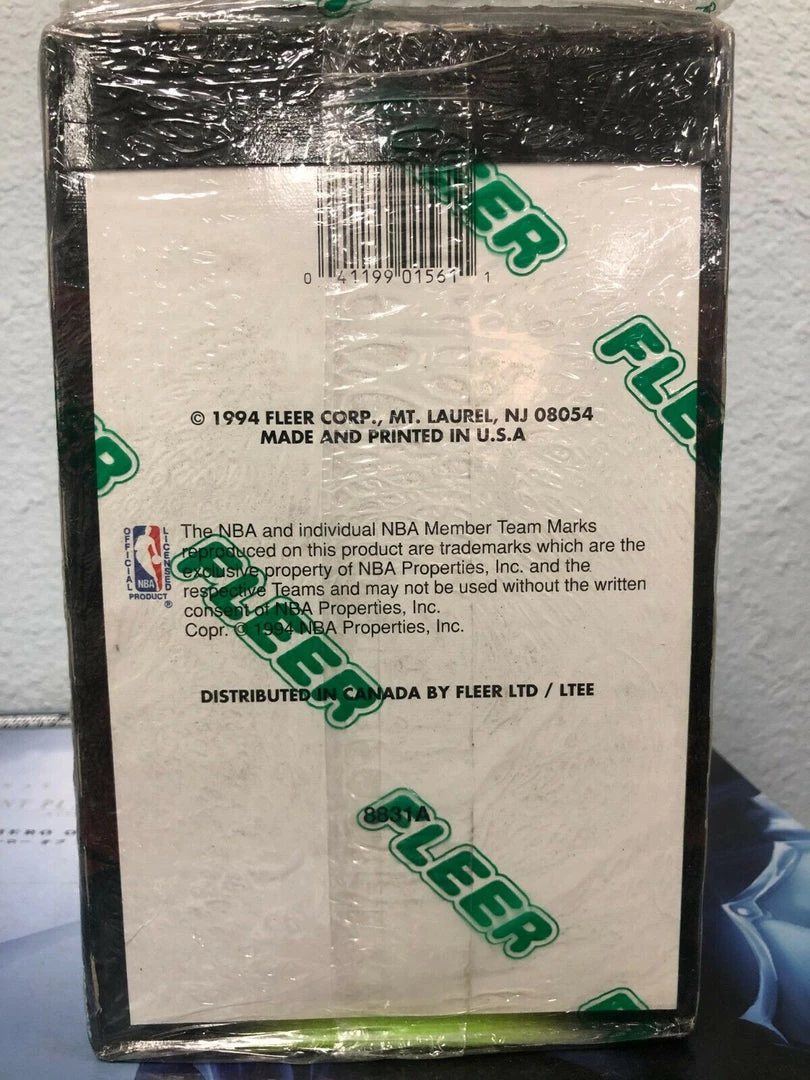 FLEER
0 41199 01561 1
FLE
© 1994 FLEER CORP., MT. LAUREL, NJ 08054
MADE AND PRINTED IN U.S.A
R
OFFICIAL LICENSED
NBA
PRODUCT ®
The NBA and individual NBA Member Team Marks
reproduced on this product are trademarks which are the
exclusive property of NBA Properties, Inc. and the
respective Teams and may not be used without the written
consent of NBA Properties, Inc.
Copr. © 1994 NBA Properties, Inc.
FLEER
DISTRIBUTED IN CANADA BY FLEER LTD / LTEE
8831A
FLEER